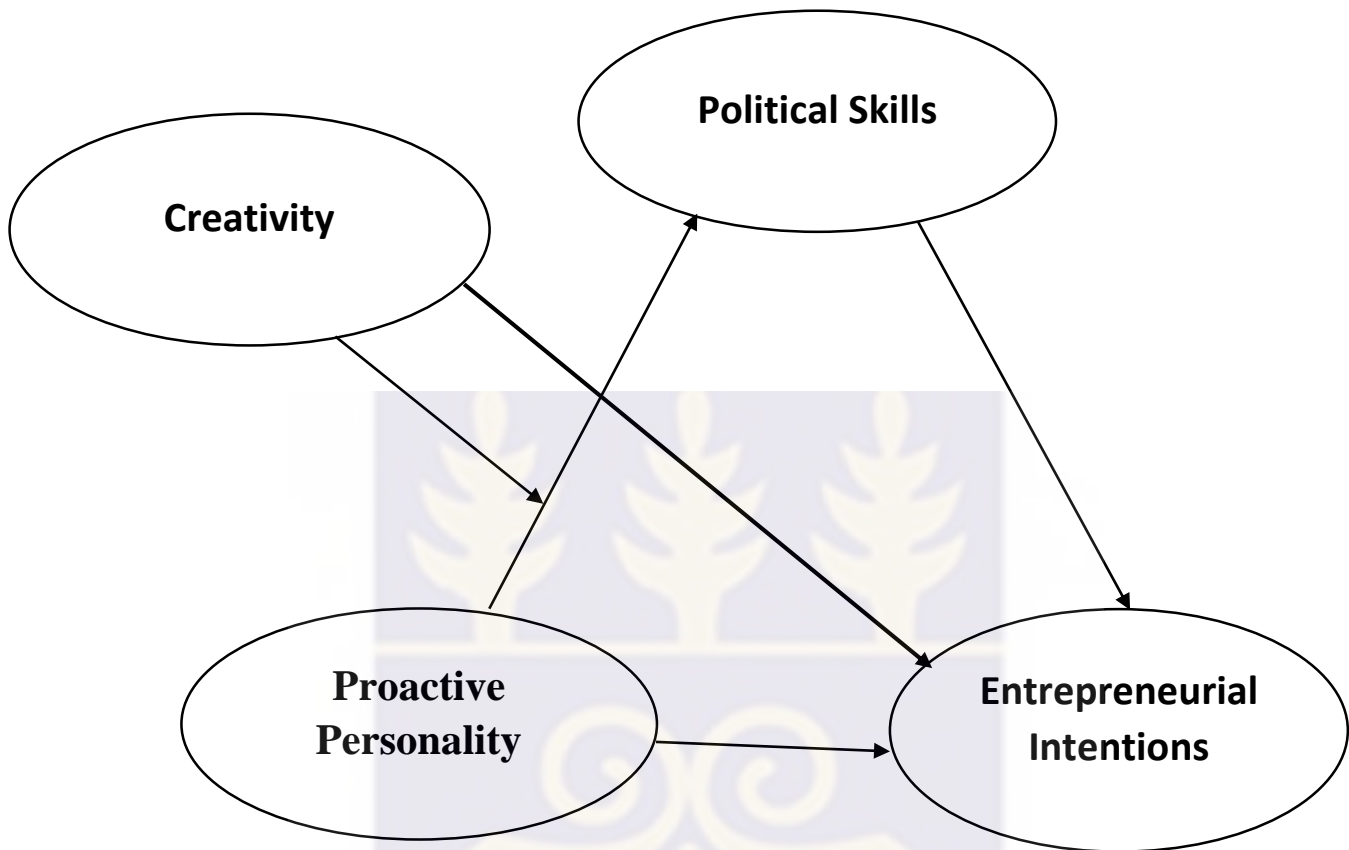 Political Skills
Creativity
Proactive
Personality
Entrepreneurial
Intentions